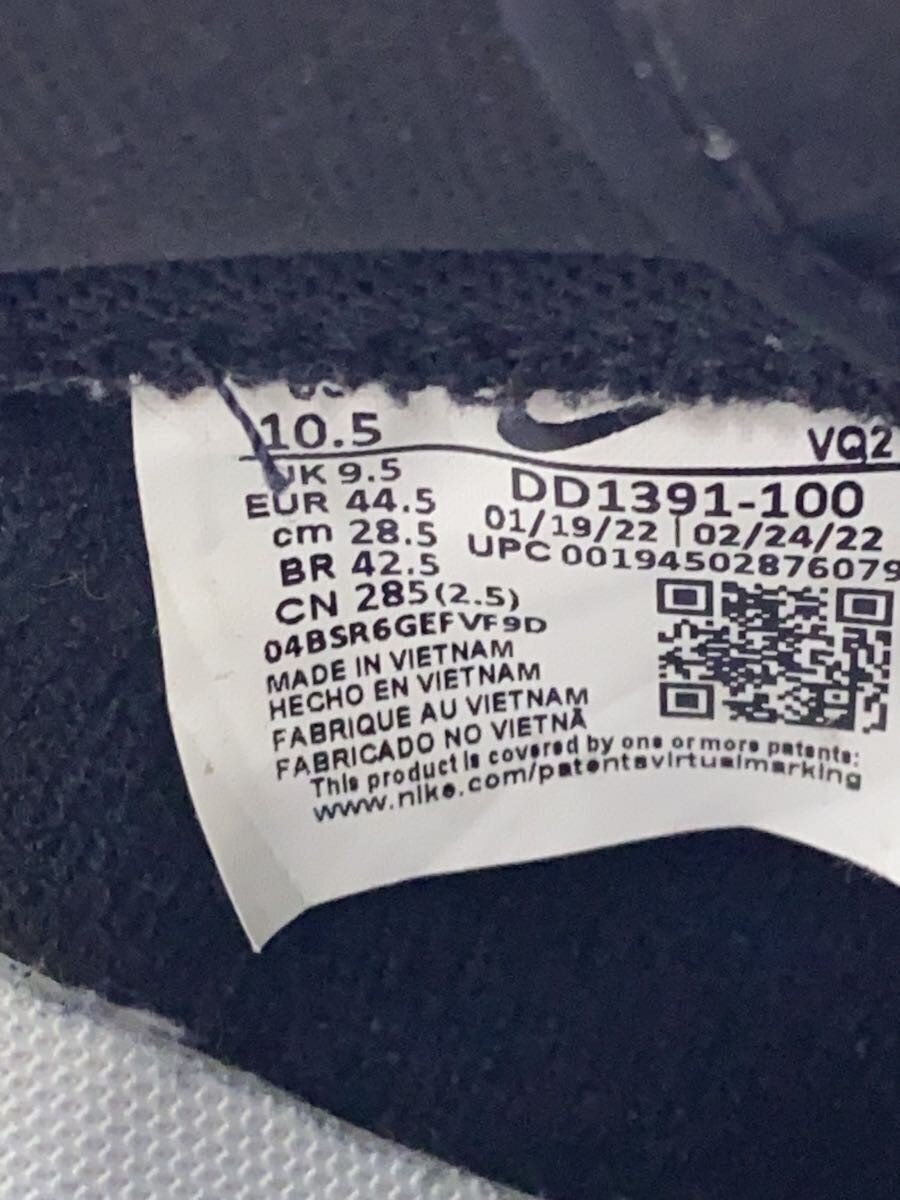 10.5
VQ2
UK 9.5
EUR 44.5
cm 28.5
BR 42.5
CN 285(2.5)
DD1391-100
01/19/22 | 02/24/22
UPC 00194502876079
04BSR6GEFVF9D
MADE IN VIETNAM
HECHO EN VIETNAM
FABRIQUE AU VIETNAM
FABRICADO NO VIETNÃ
This product is covered by one or more patents:
www.nike.com/patentsvirtualmarking